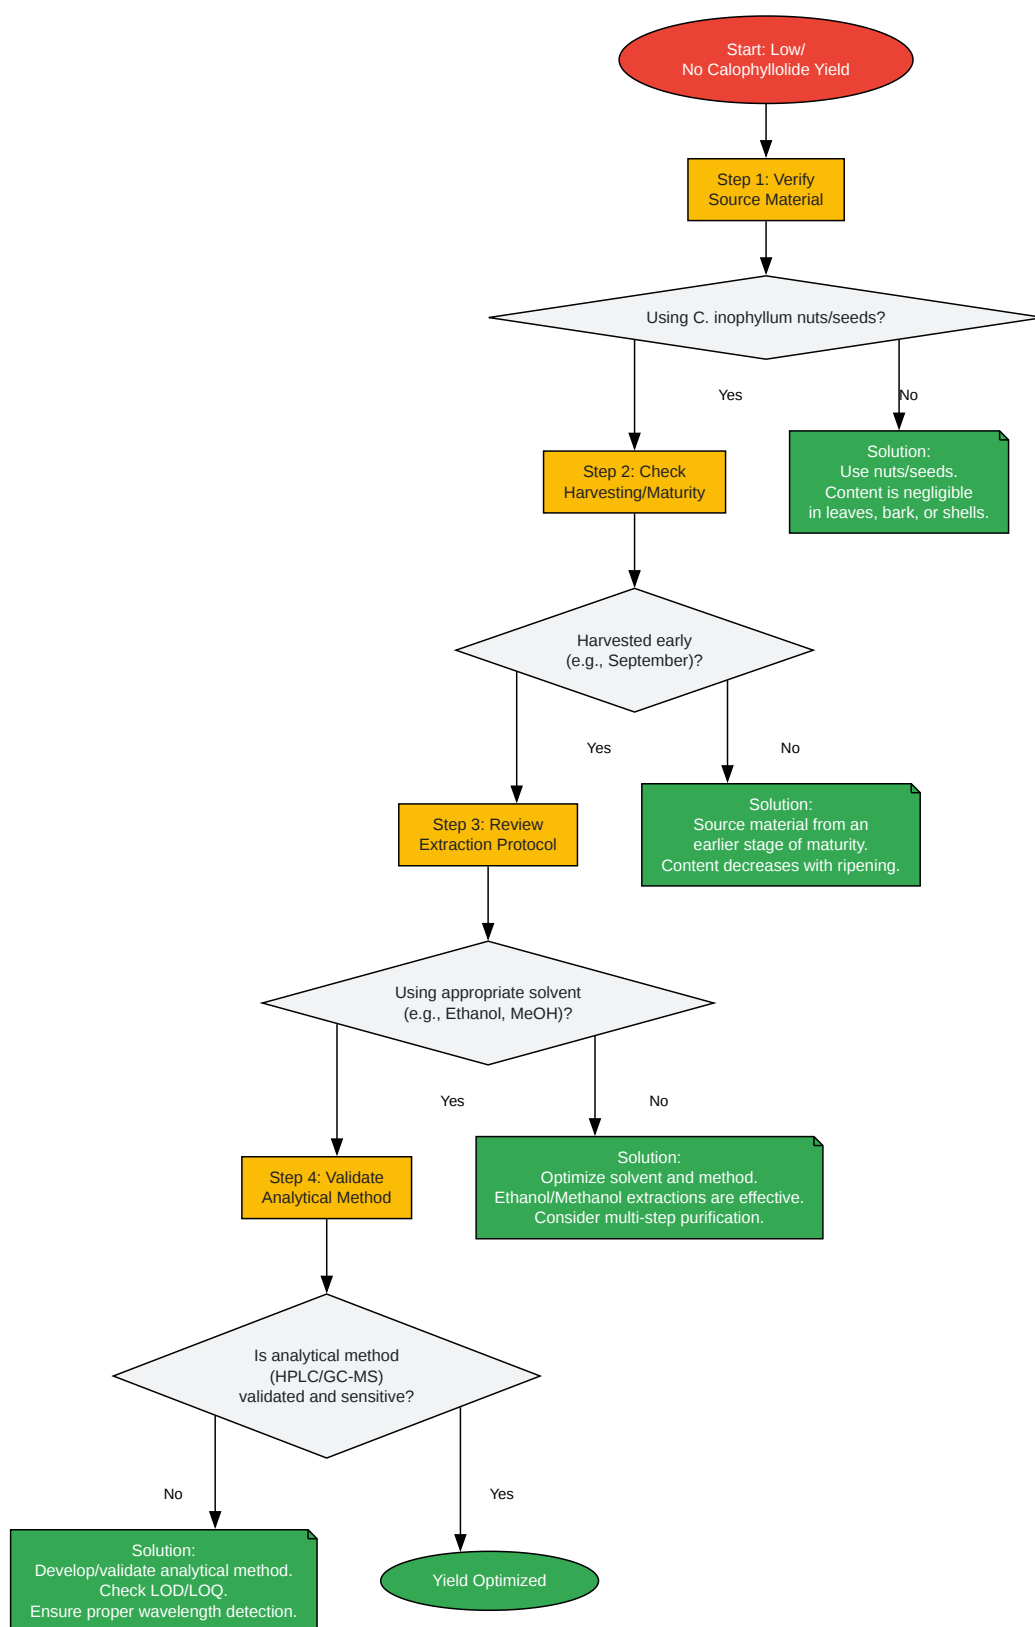 Start: Low/
No Calophyllolide Yield
Step 1: Verify
Source Material
Using C. inophyllum nuts/seeds?
Yes
No
Step 2: Check
Harvesting/Maturity
Solution:
Use nuts/seeds.
Content is negligible
in leaves, bark, or shells.
Harvested early
(e.g., September)?
Yes
No
Step 3: Review
Extraction Protocol
Solution:
Source material from an
earlier stage of maturity.
Content decreases with ripening.
Using appropriate solvent
(e.g., Ethanol, MeOH)?
Yes
No
Step 4: Validate
Analytical Method
Solution:
Optimize solvent and method.
Ethanol/Methanol extractions are effective.
Consider multi-step purification.
Is analytical method
(HPLC/GC-MS)
validated and sensitive?
No
Yes
Solution:
Develop/validate analytical method.
Check LOD/LOQ.
Ensure proper wavelength detection.
Yield Optimized